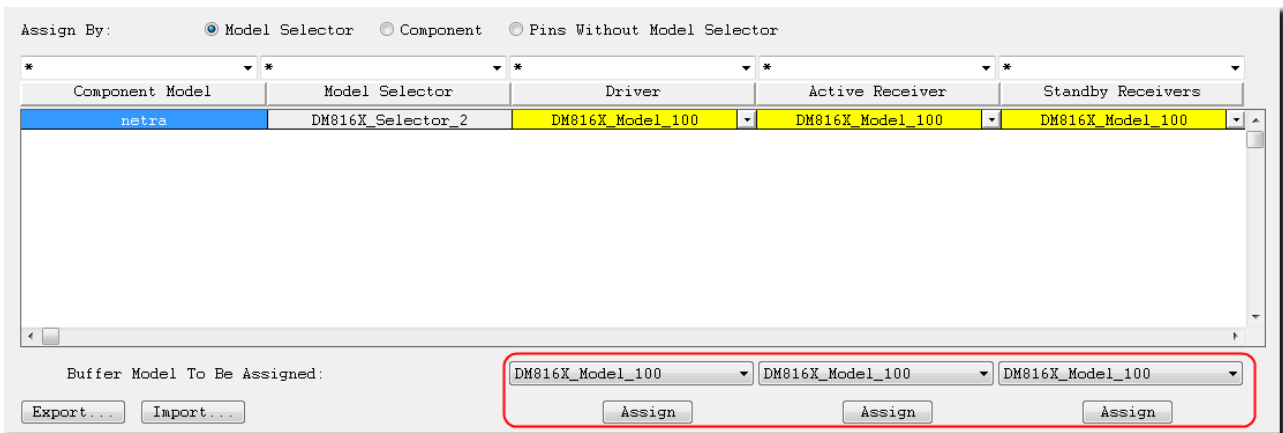 Assign By: Model Selector Component Pins Without Model Selector
* * * * *
Component Model Model Selector Driver Active Receiver Standby Receivers
netra DM816X_Selector_2 DM816X_Model_100 DM816X_Model_100 DM816X_Model_100
Buffer Model To Be Assigned: DM816X_Model_100 DM816X_Model_100 DM816X_Model_100
Export... Import... Assign Assign Assign